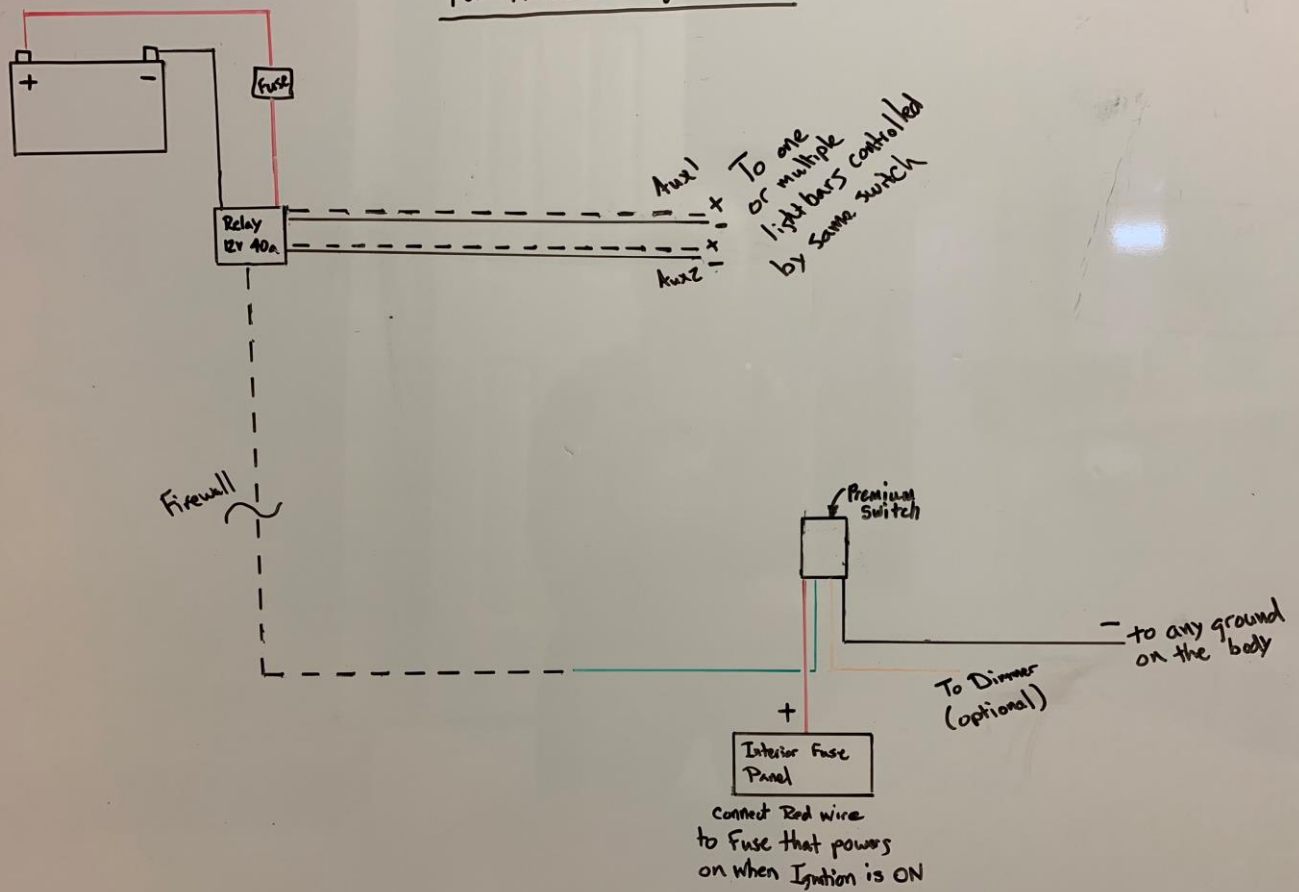 +
-
Fuse
Relay
12v 40a
Aux1
+
-
+
-
Aux2
To one
or multiple
lightbars controlled
by same switch
Firewall
Premium
Switch
- to any ground
on the body
To Dimmer
(optional)
+
Interior Fuse
Panel
Connect Red wire
to Fuse that powers
on when Ignition is ON